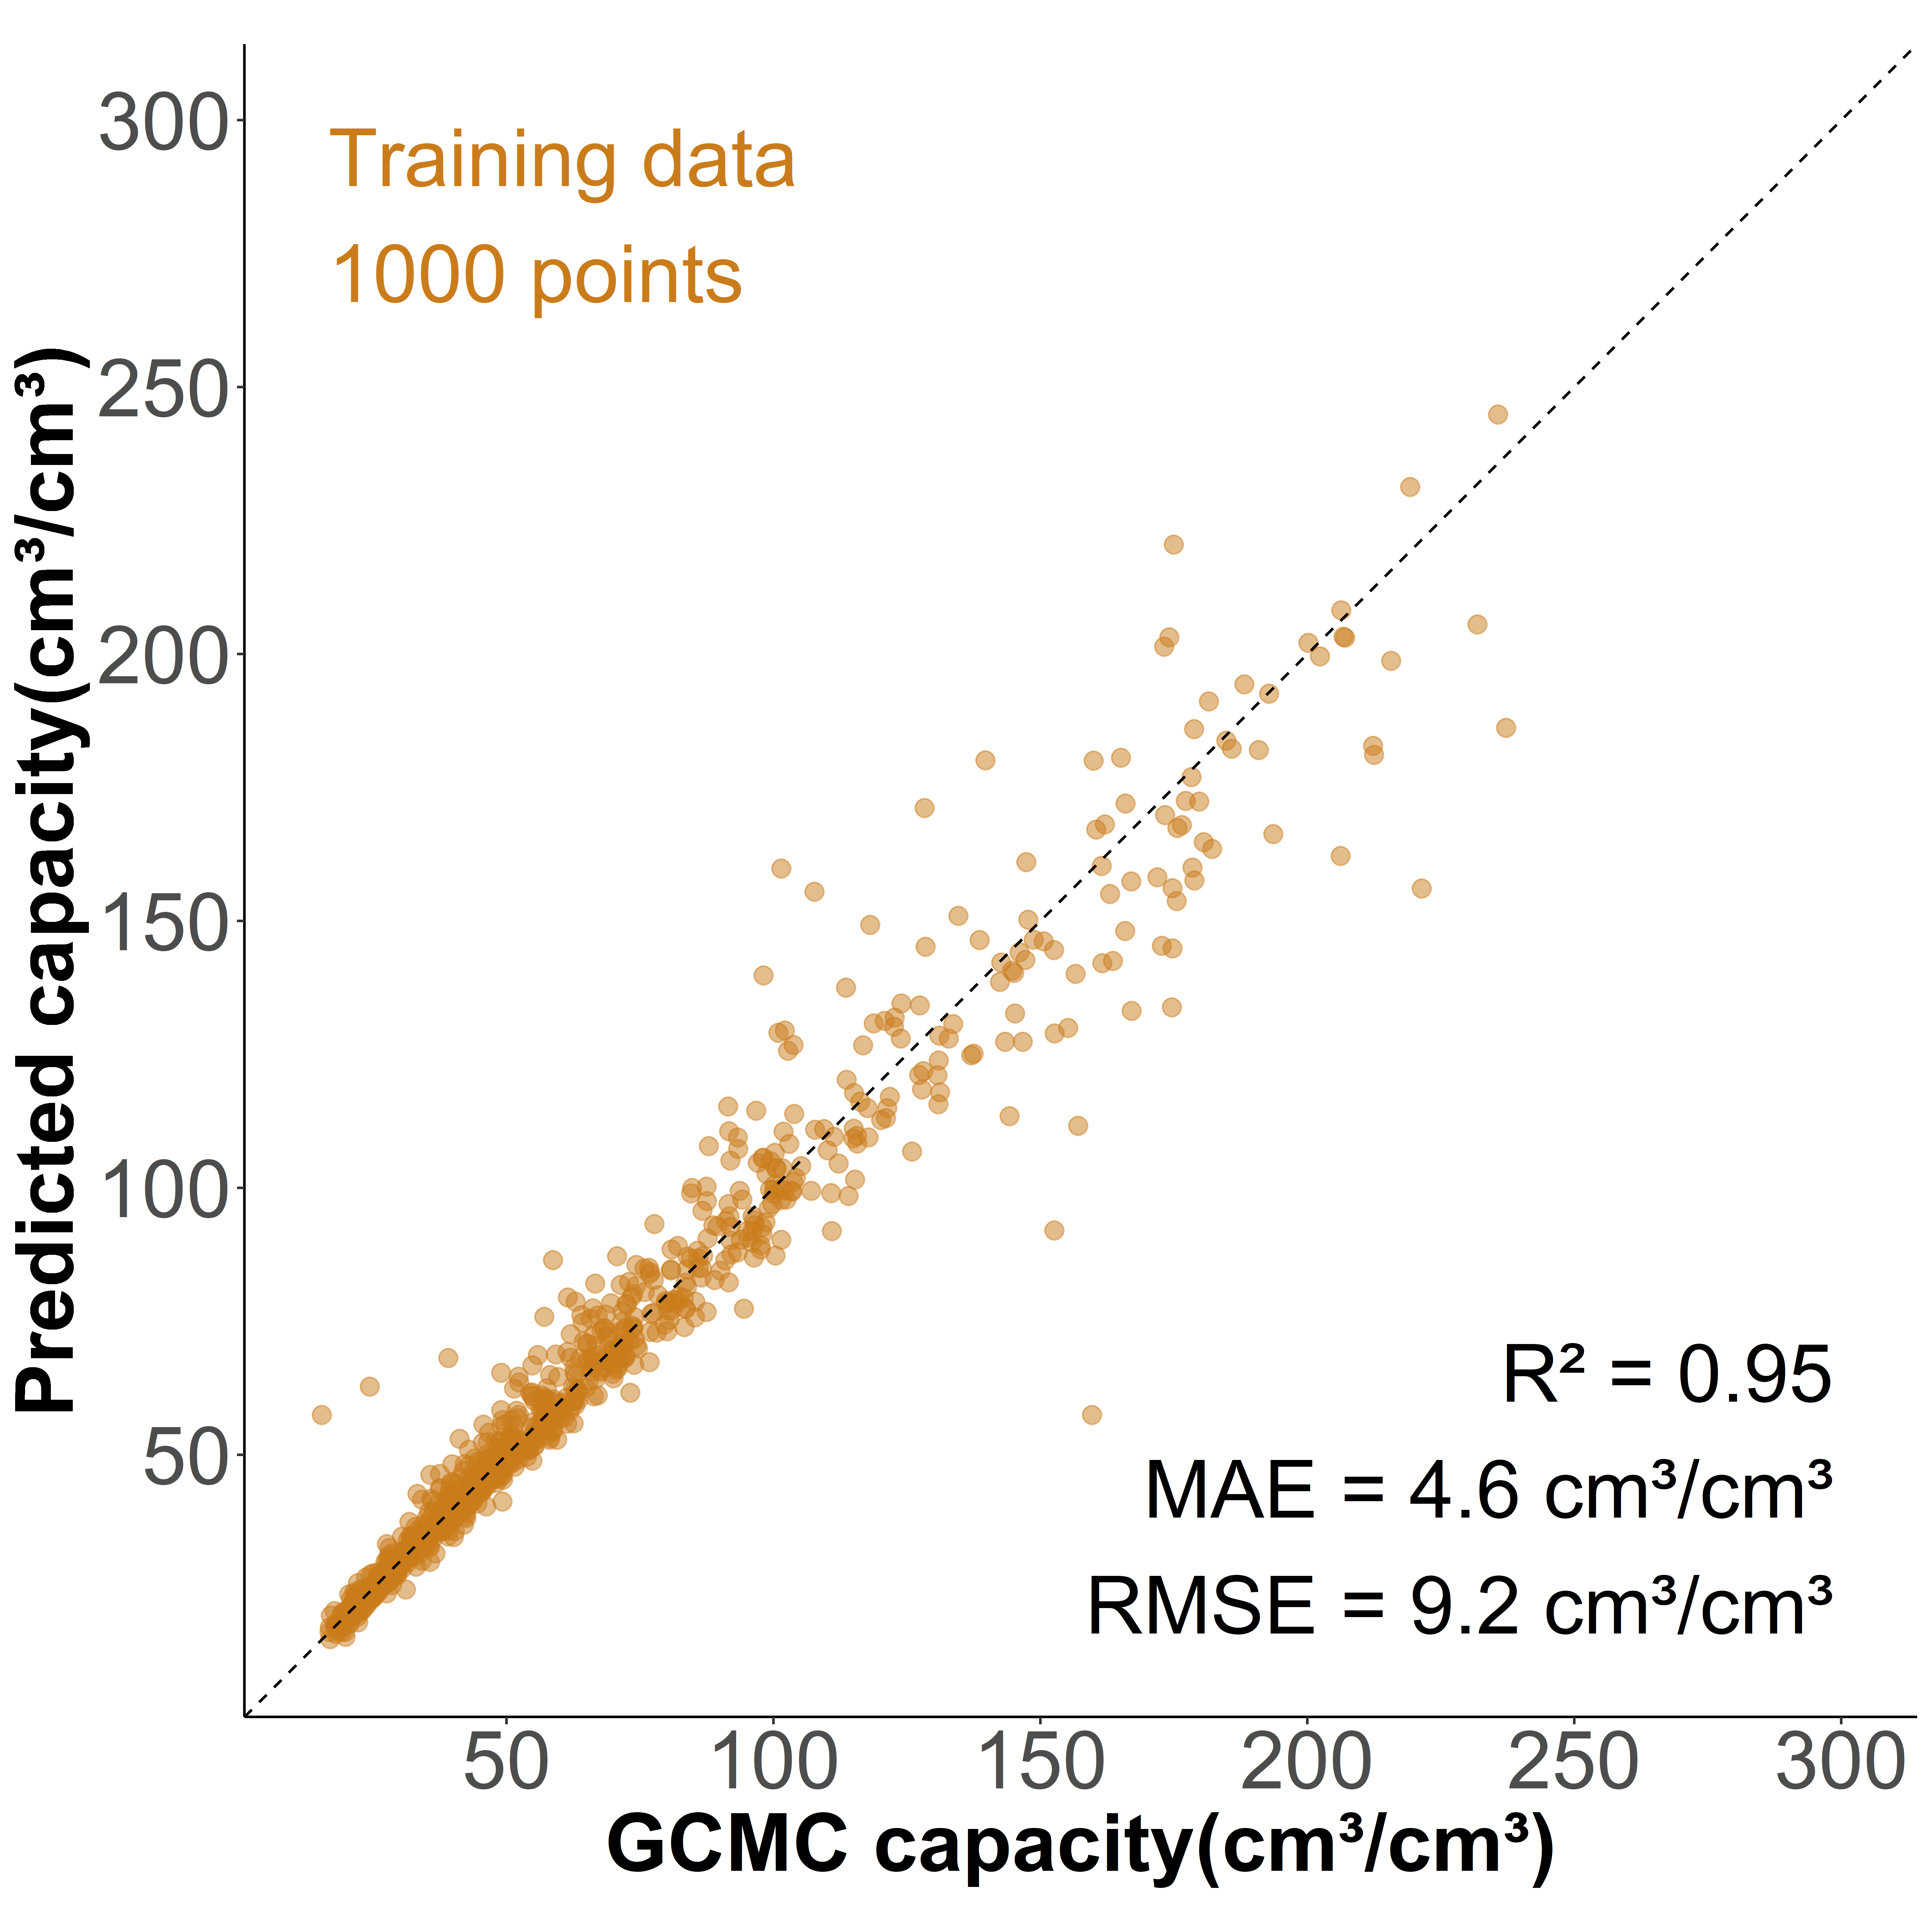 Training data
1000 points
300
250
200
150
100
50
Predicted capacity(cm³/cm³)
R² = 0.95
MAE = 4.6 cm³/cm³
RMSE = 9.2 cm³/cm³
50 100 150 200 250 300
GCMC capacity(cm³/cm³)